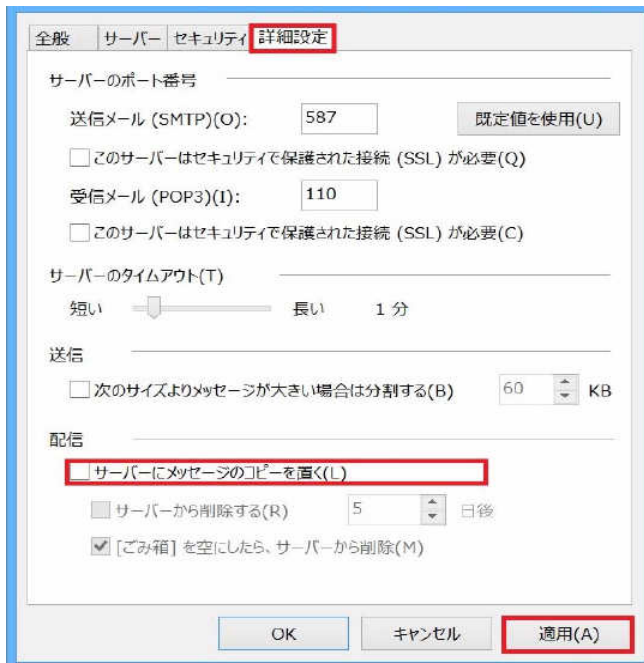 全般 サーバー セキュリティ 詳細設定
サーバーのポート番号
送信メール (SMTP)(O): 587 既定値を使用(U)
このサーバーはセキュリティで保護された接続 (SSL) が必要(Q)
受信メール (POP3)(I): 110
このサーバーはセキュリティで保護された接続 (SSL) が必要(C)
サーバーのタイムアウト(T)
短い 長い 1 分
送信
次のサイズよりメッセージが大きい場合は分割する(B) 60 KB
配信
サーバーにメッセージのコピーを置く(L)
サーバーから削除する(R) 5 日後
[ごみ箱] を空にしたら、サーバーから削除(M)
OK キャンセル 適用(A)